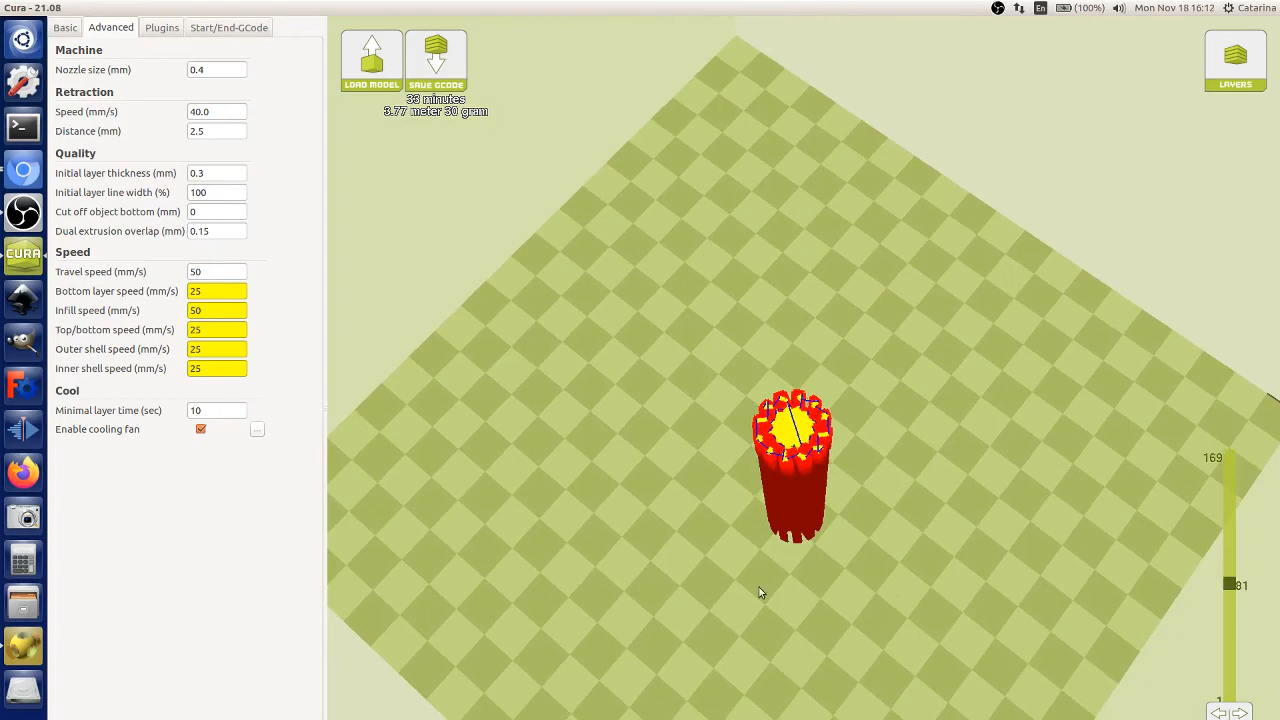 Cura - 21.08
En (100%) Mon Nov 18 16:12 Catarina
Basic Advanced Plugins Start/End-GCode
Machine
Nozzle size (mm) 0.4
Retraction
Speed (mm/s) 40.0
Distance (mm) 2.5
Quality
Initial layer thickness (mm) 0.3
Initial layer line width (%) 100
Cut off object bottom (mm) 0
Dual extrusion overlap (mm) 0.15
Speed
Travel speed (mm/s) 50
Bottom layer speed (mm/s) 25
Infill speed (mm/s) 50
Top/bottom speed (mm/s) 25
Outer shell speed (mm/s) 25
Inner shell speed (mm/s) 25
Cool
Minimal layer time (sec) 10
Enable cooling fan ...
CURA
LOAD MODEL
SAVE GCODE
33 minutes
3.77 meter 30 gram
LAYERS
169
81
1